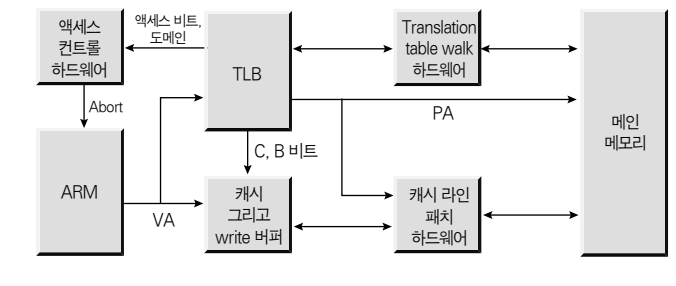 액세스
컨트롤
하드웨어
액세스 비트,
도메인
TLB
Translation
table walk
하드웨어
메인
메모리
Abort
PA
ARM
C, B 비트
VA
캐시
그리고
write 버퍼
캐시 라인
패치
하드웨어